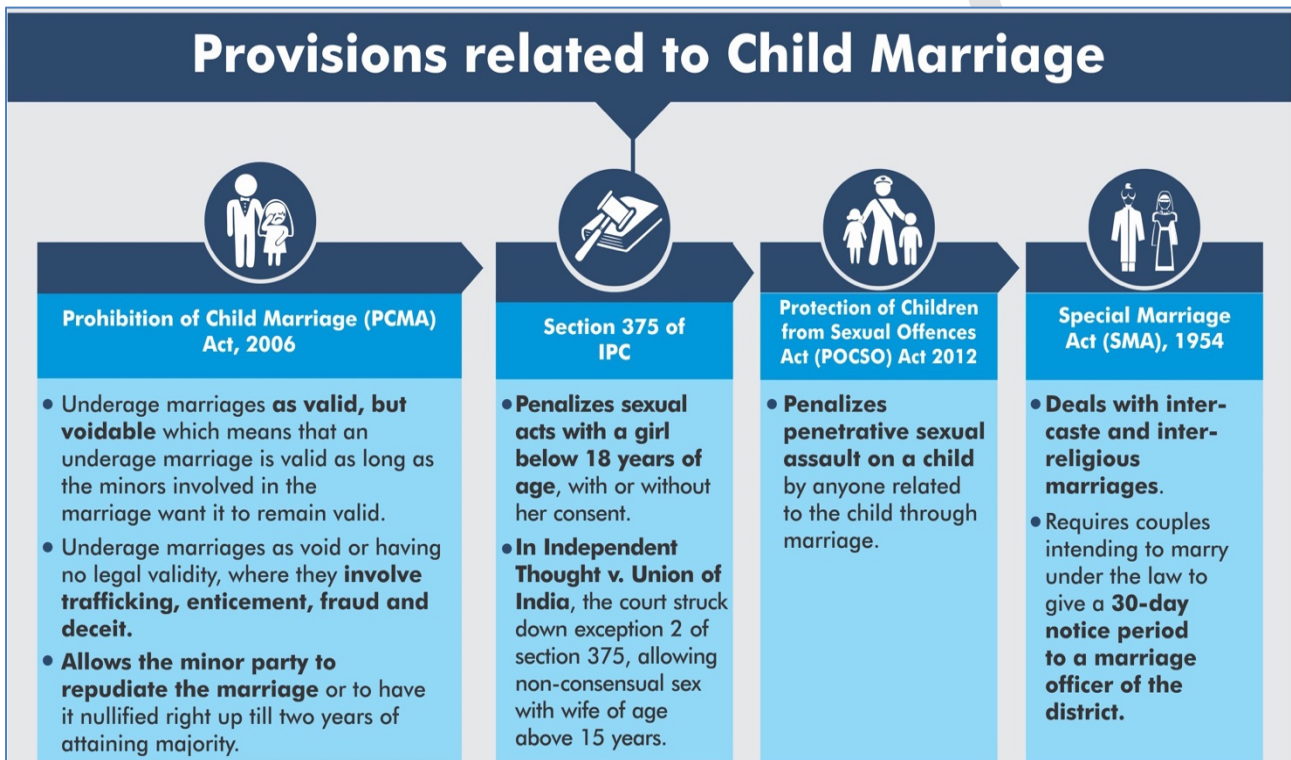 Provisions related to Child Marriage
Prohibition of Child Marriage (PCMA)
Act, 2006
• Underage marriages as valid, but
voidable which means that an
underage marriage is valid as long as
the minors involved in the
marriage want it to remain valid.
• Underage marriages as void or having
no legal validity, where they involve
trafficking, enticement, fraud and
deceit.
• Allows the minor party to
repudiate the marriage or to have
it nullified right up till two years of
attaining majority.
Section 375 of
IPC
• Penalizes sexual
acts with a girl
below 18 years of
age, with or without
her consent.
• In Independent
Thought v. Union of
India, the court struck
down exception 2 of
section 375, allowing
non-consensual sex
with wife of age
above 15 years.
Protection of Children
from Sexual Offences
Act (POCSO) Act 2012
• Penalizes
penetrative sexual
assault on a child
by anyone related
to the child through
marriage.
Special Marriage
Act (SMA), 1954
• Deals with inter-
caste and inter-
religious
marriages.
• Requires couples
intending to marry
under the law to
give a 30-day
notice period
to a marriage
officer of the
district.